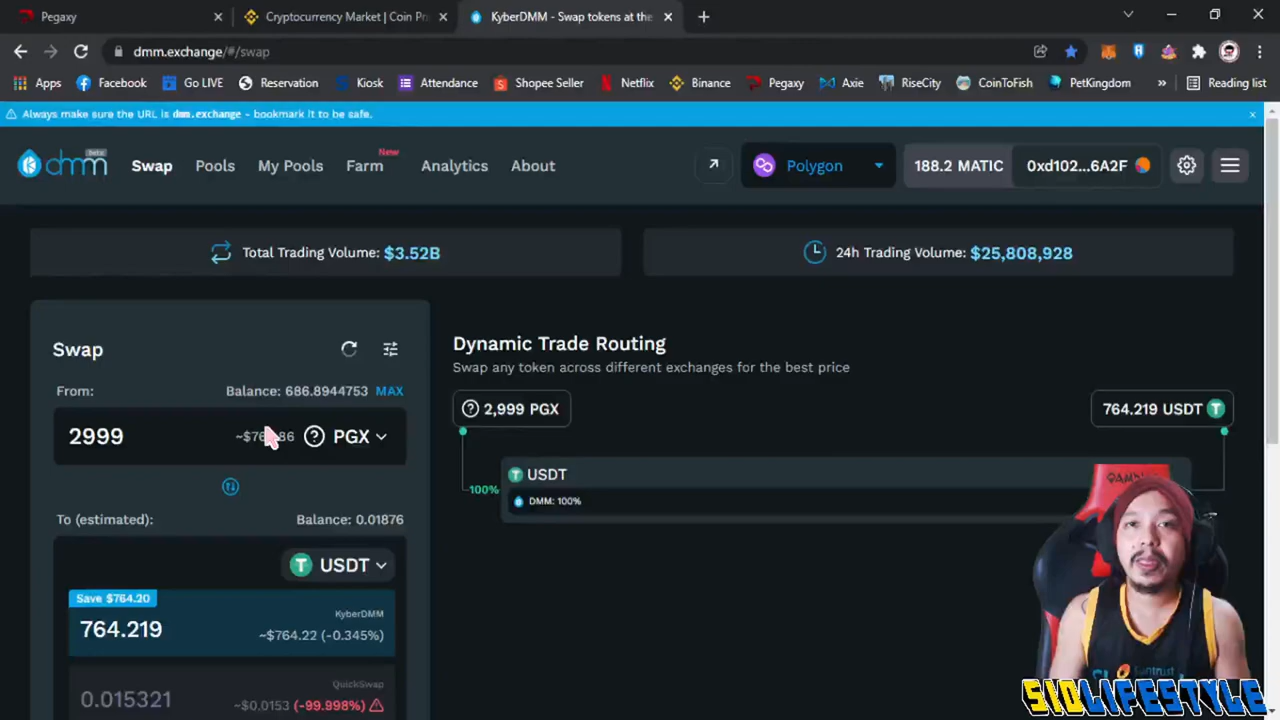 Pegaxy
Cryptocurrency Market | Coin Pri
KyberDMM - Swap tokens at the
dmm.exchange/#/swap
Apps
Facebook
Go LIVE
Reservation
Kiosk
Attendance
Shopee Seller
Netflix
Binance
Pegaxy
Axie
RiseCity
CoinToFish
PetKingdom
»
Reading list
Always make sure the URL is dmm.exchange - bookmark it to be safe.
dmm
beta
Swap
Pools
My Pools
Farm
New
Analytics
About
Polygon
188.2 MATIC
0xd102...6A2F
Total Trading Volume: $3.52B
24h Trading Volume: $25,808,928
Swap
From:
Balance: 686.8944753 MAX
2999
PGX
To (estimated):
Balance: 0.01876
USDT
Save $764.20
KyberDMM
764.219
~$764.22 (-0.345%)
QuickSwap
0.015321
~$0.0153 (-99.998%)
Dynamic Trade Routing
Swap any token across different exchanges for the best price
2,999 PGX
764.219 USDT
100%
USDT
DMM: 100%
Suntrust
SIDLIFESTYLE